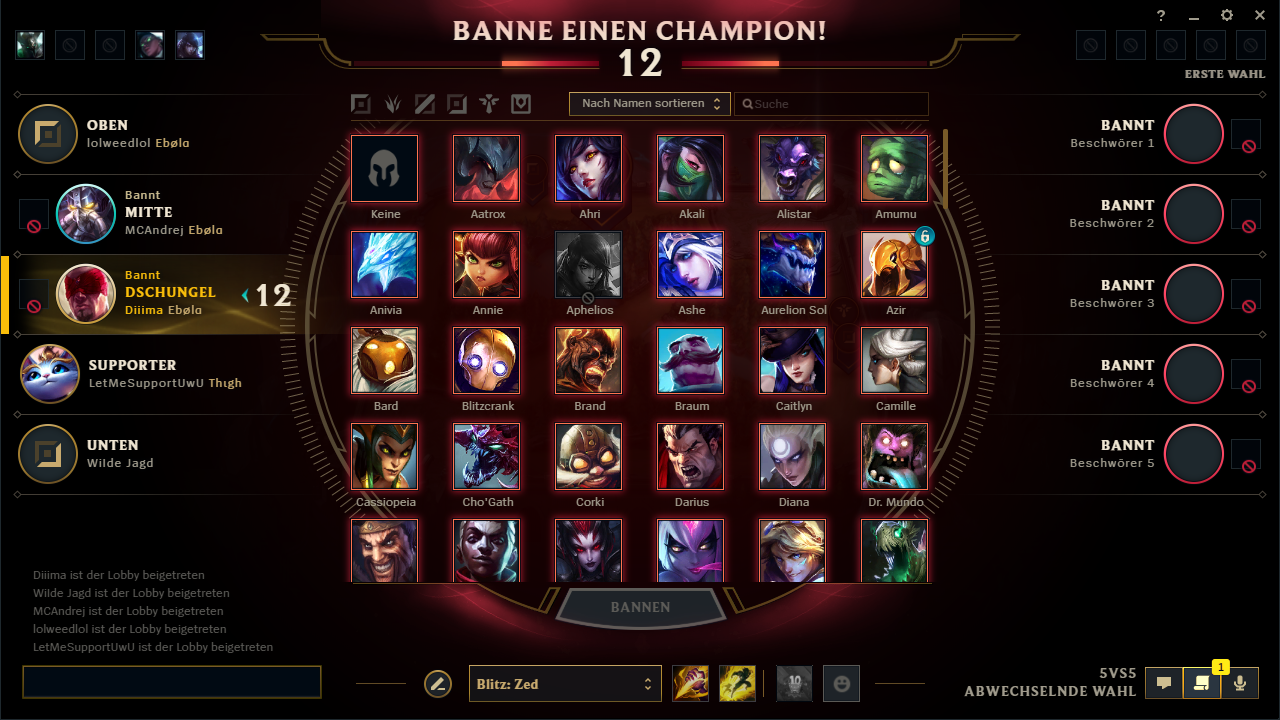 BANNE EINEN CHAMPION!
12
?
ERSTE WAHL
Nach Namen sortieren
Suche
OBEN
lolweedlol Ebøla
Bannt
MITTE
MCAndrej Ebøla
Bannt
DSCHUNGEL
Diiima Ebøla
12
SUPPORTER
LetMeSupportUwU Thıgh
UNTEN
Wilde Jagd
Keine
Aatrox
Ahri
Akali
Alistar
Amumu
6
Anivia
Annie
Aphelios
Ashe
Aurelion Sol
Azir
Bard
Blitzcrank
Brand
Braum
Caitlyn
Camille
Cassiopeia
Cho'Gath
Corki
Darius
Diana
Dr. Mundo
BANNT
Beschwörer 1
BANNT
Beschwörer 2
BANNT
Beschwörer 3
BANNT
Beschwörer 4
BANNT
Beschwörer 5
Diiima ist der Lobby beigetreten
Wilde Jagd ist der Lobby beigetreten
MCAndrej ist der Lobby beigetreten
lolweedlol ist der Lobby beigetreten
LetMeSupportUwU ist der Lobby beigetreten
BANNEN
Blitz: Zed
10
5VS5
ABWECHSELNDE WAHL
1